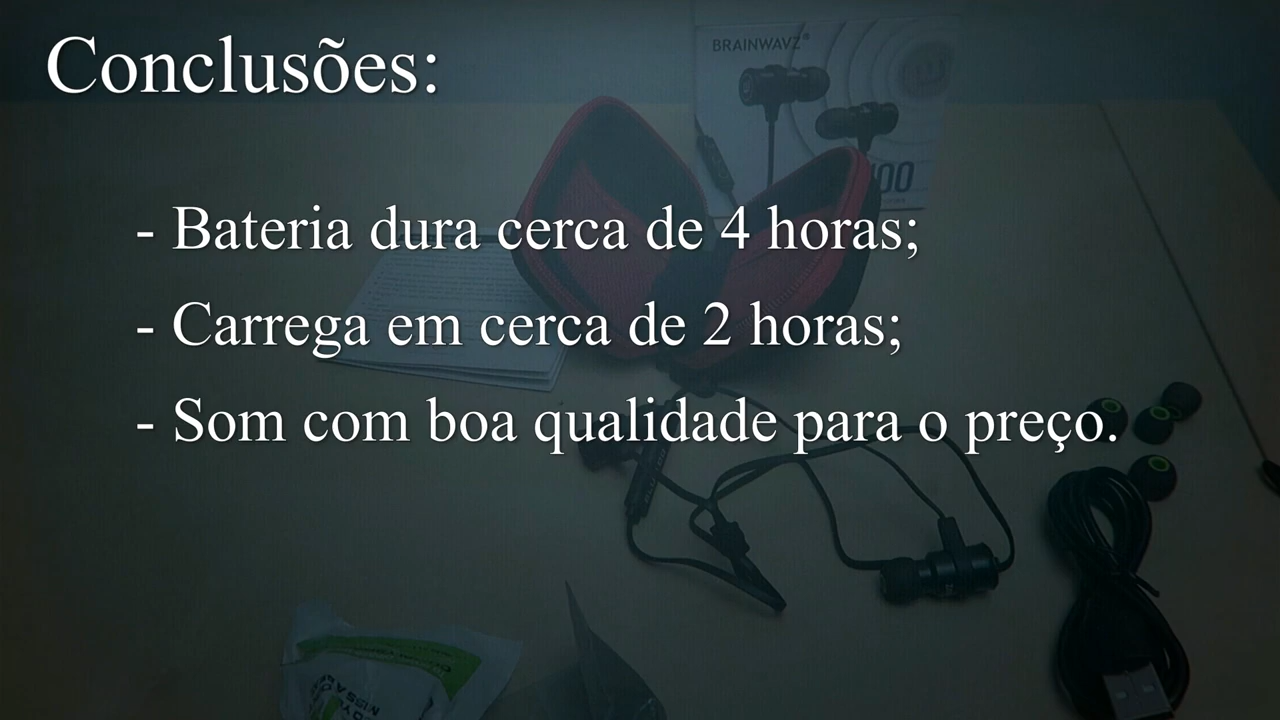 Conclusões:
BRAINWAVZ
- Bateria dura cerca de 4 horas;
- Carrega em cerca de 2 horas;
- Som com boa qualidade para o preço.